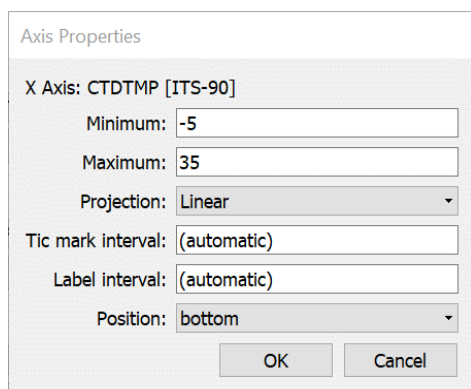 Axis Properties
X Axis: CTDTMP [ITS-90]
Minimum: -5
Maximum: 35
Projection: Linear
Tic mark interval: (automatic)
Label interval: (automatic)
Position: bottom
OK Cancel